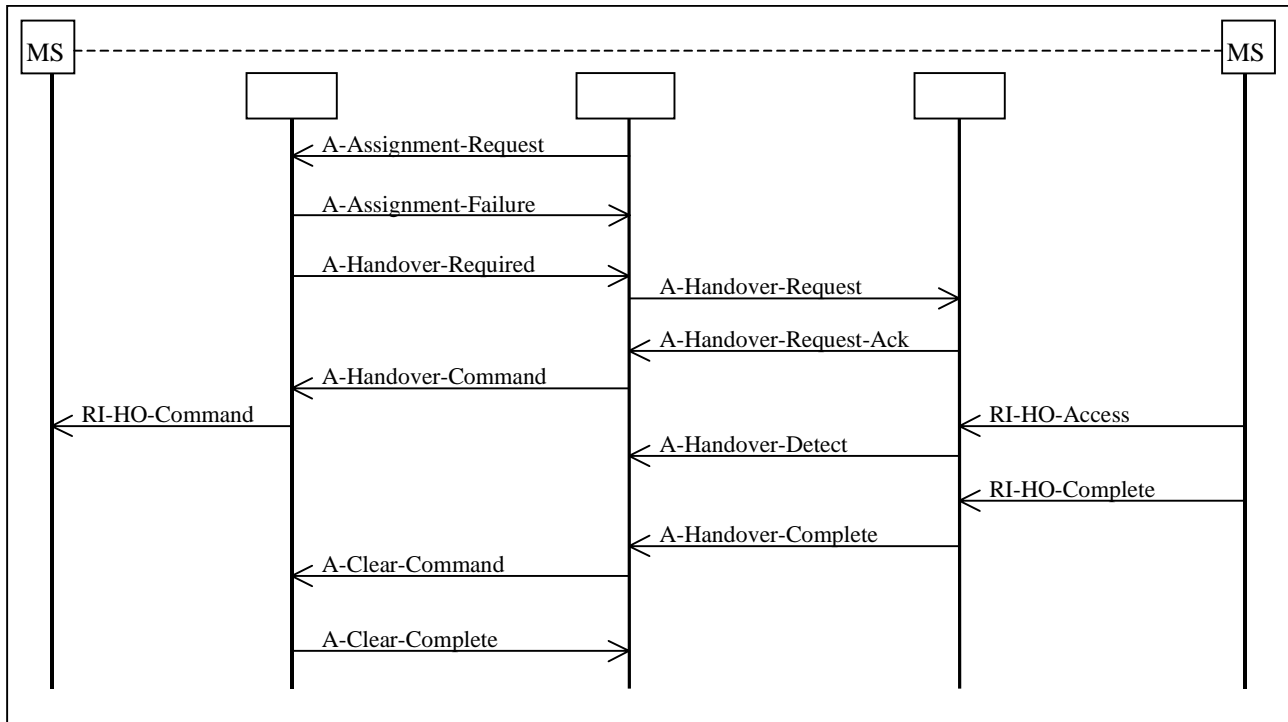 MS
MS
A-Assignment-Request
A-Assignment-Failure
A-Handover-Required
A-Handover-Request
A-Handover-Request-Ack
A-Handover-Command
RI-HO-Command
RI-HO-Access
A-Handover-Detect
RI-HO-Complete
A-Handover-Complete
A-Clear-Command
A-Clear-Complete